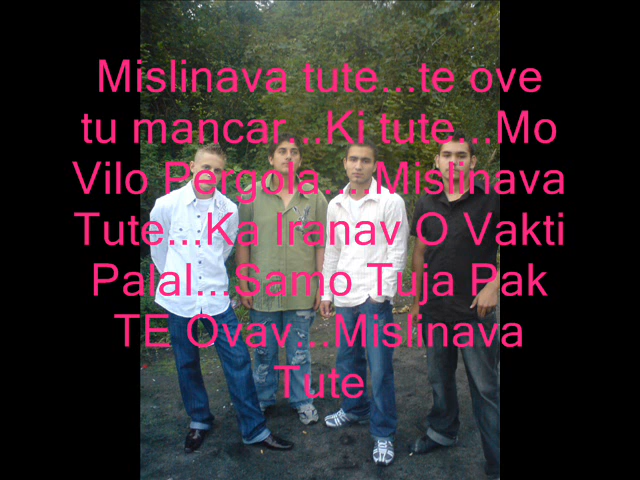 Mislinava tute...te ove
tu mancar...Ki tute...Mo
Vilo Pergola....Mislinava
Tute...Ka Iranav O Vakti
Palal...Samo Tuja Pak
TE Ovav...Mislinava
Tute